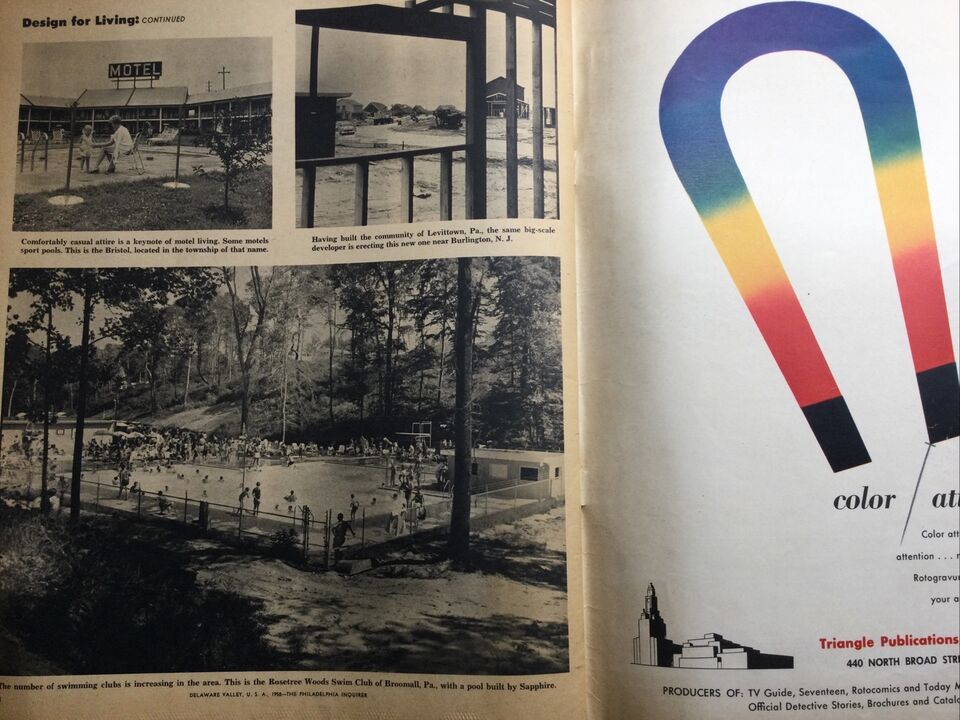 Design for Living: CONTINUED
MOTEL
Comfortably casual attire is a keynote of motel living. Some motels
sport pools. This is the Bristol, located in the township of that name.
Having built the community of Levittown, Pa., the same big-scale
developer is erecting this new one near Burlington, N. J.
The number of swimming clubs is increasing in the area. This is the Rosetree Woods Swim Club of Broomall, Pa., with a pool built by Sapphire.
DELAWARE VALLEY, U. S. A., 1958—THE PHILADELPHIA INQUIRER
color
Color
attention . . .
your
Triangle Publications,
440 NORTH BROAD
PRODUCERS OF: TV Guide, Seventeen, Rotocomics and Today
Official Detective Stories, Brochures and